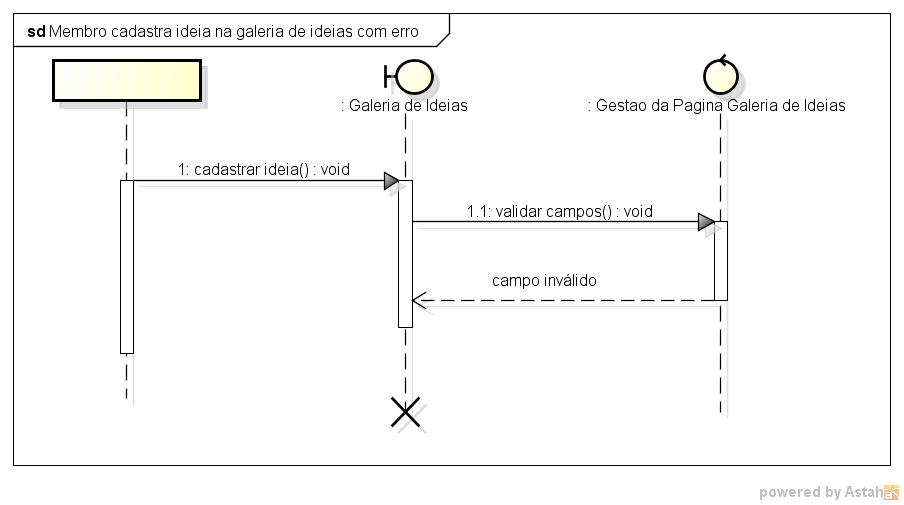 sd Membro cadastra ideia na galeria de ideias com erro
: Galeria de Ideias
: Gestao da Pagina Galeria de Ideias
1: cadastrar ideia() : void
1.1: validar campos() : void
campo inválido
powered by Astah